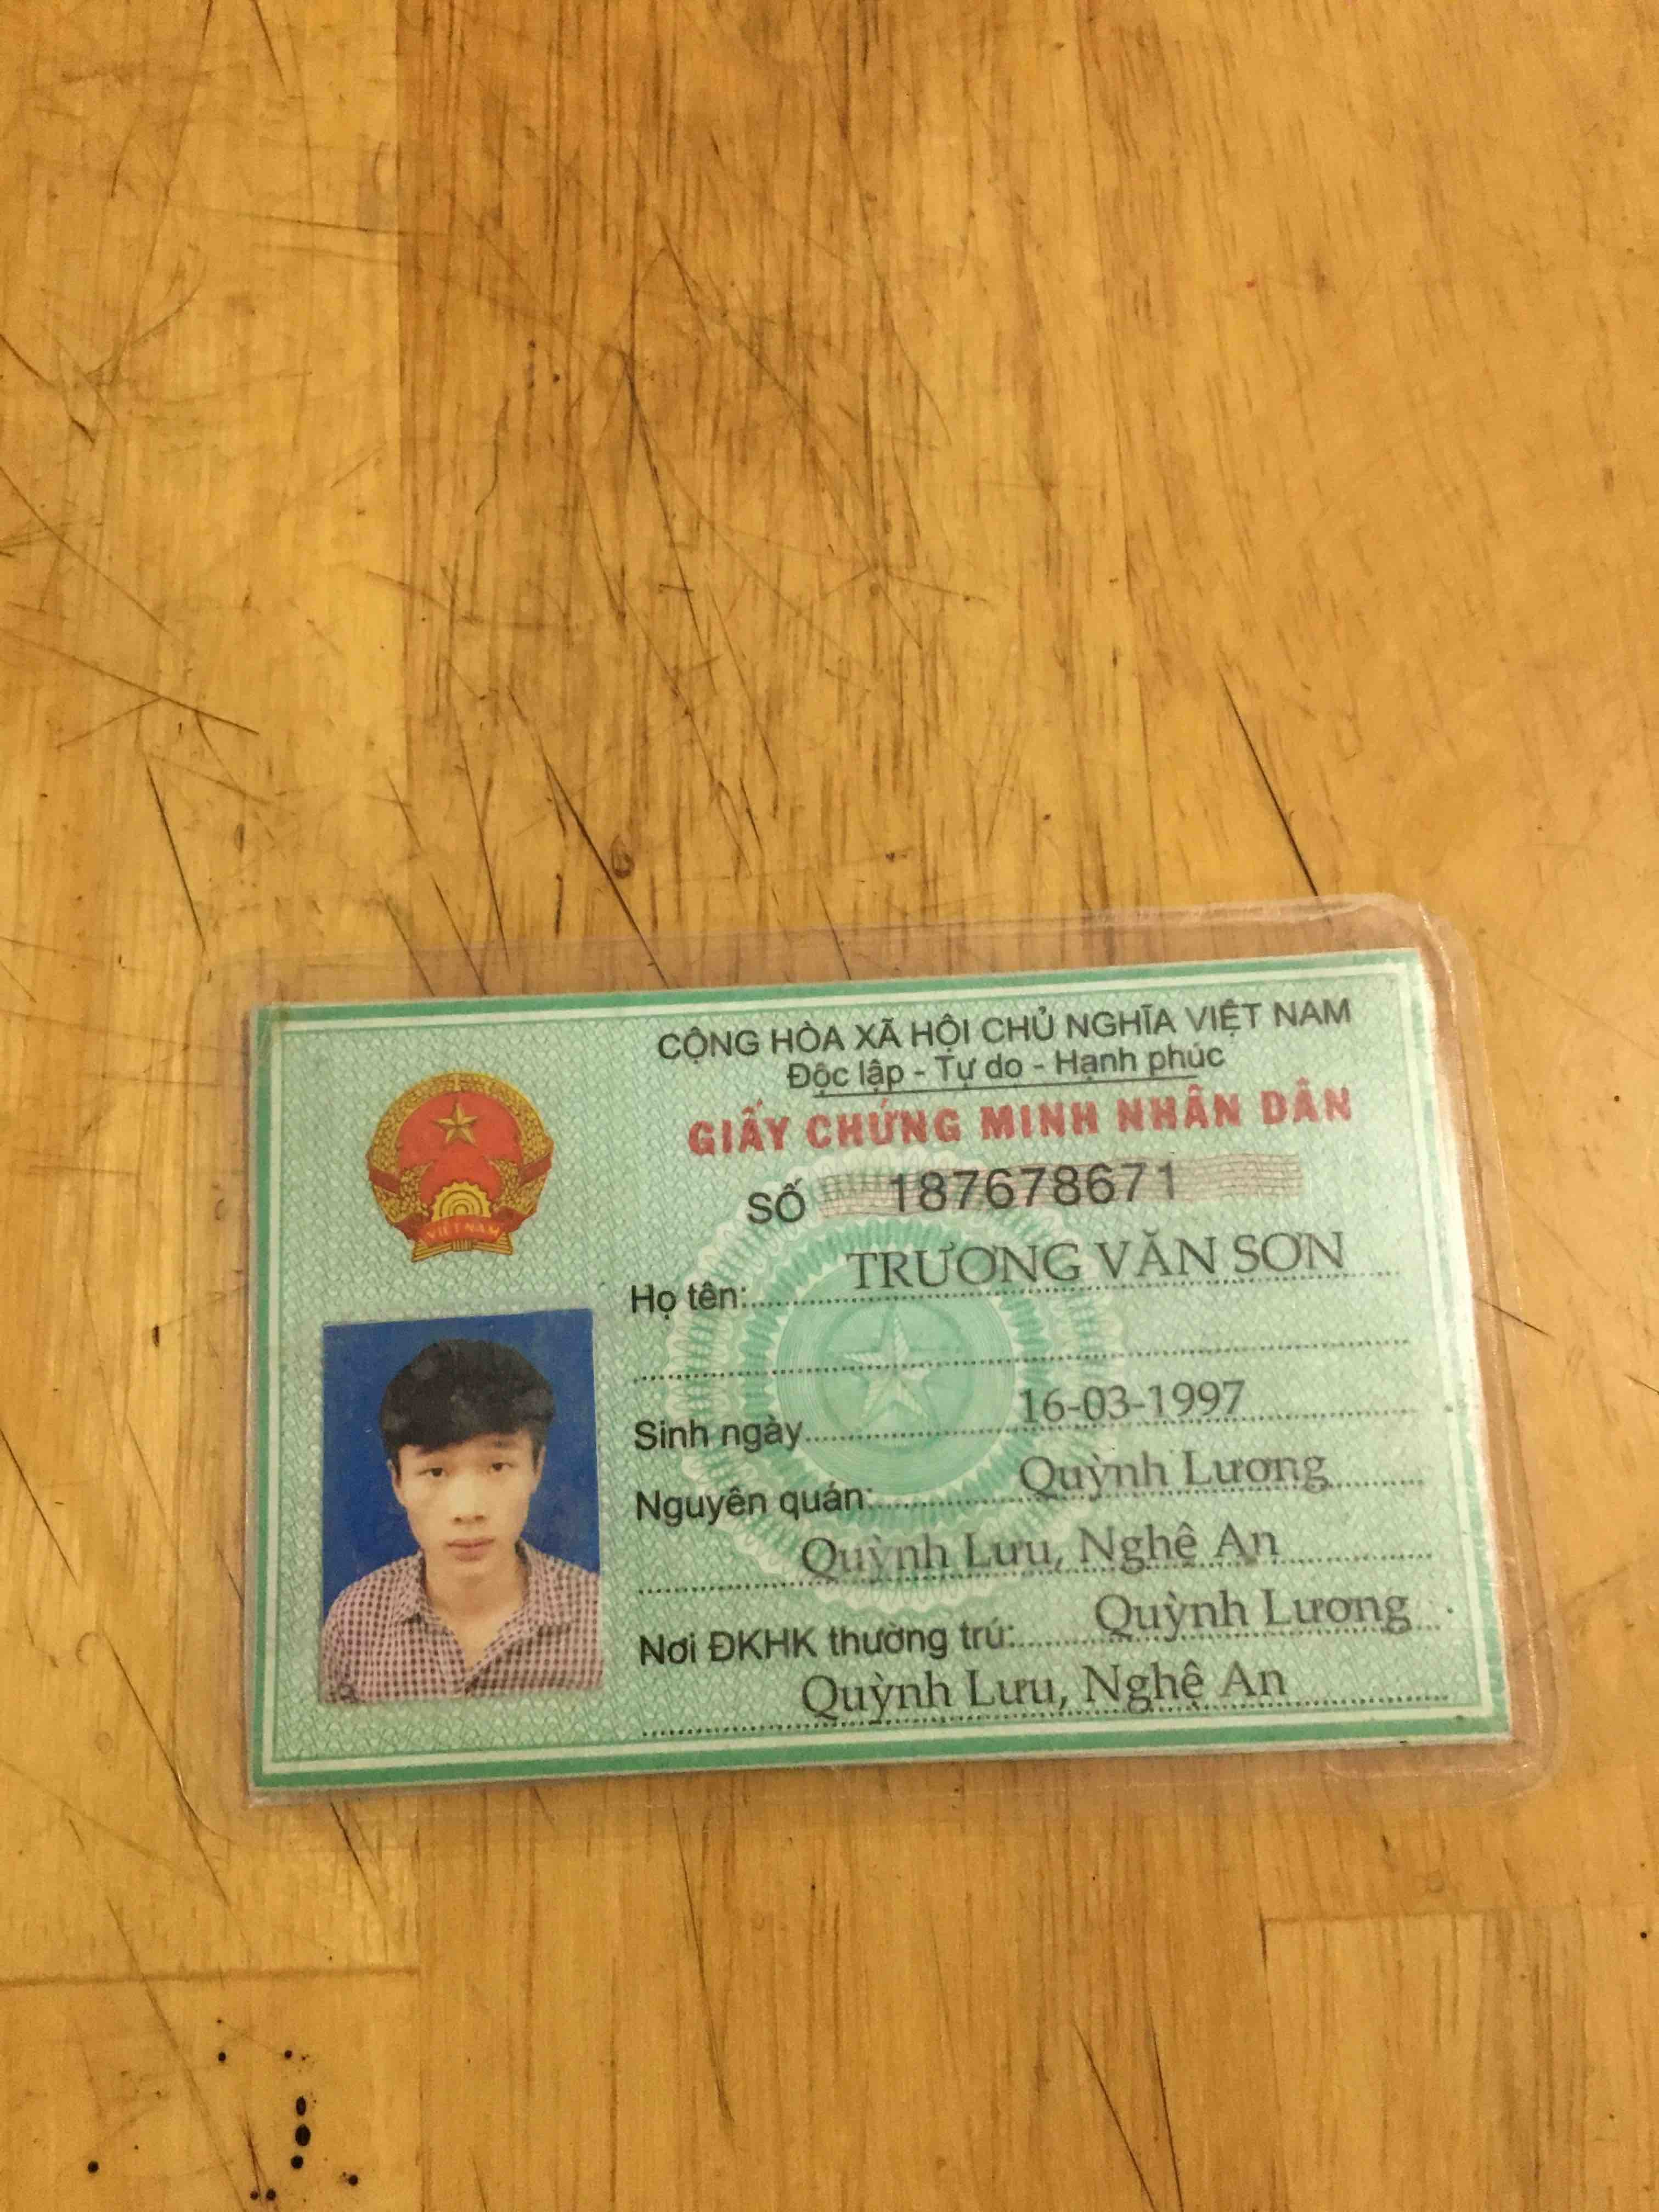 CỘNG HÒA XÃ HỘI CHỦ NGHĨA VIỆT NAM
Độc lập - Tự do - Hạnh phúc
GIẤY CHỨNG MINH NHÂN DÂN
SỐ 187678671
VIỆT NAM
Họ tên: TRƯƠNG VĂN SƠN
Sinh ngày 16-03-1997
Nguyên quán: Quỳnh Lương
Quỳnh Lưu, Nghệ An
Nơi ĐKHK thường trú: Quỳnh Lương
Quỳnh Lưu, Nghệ An